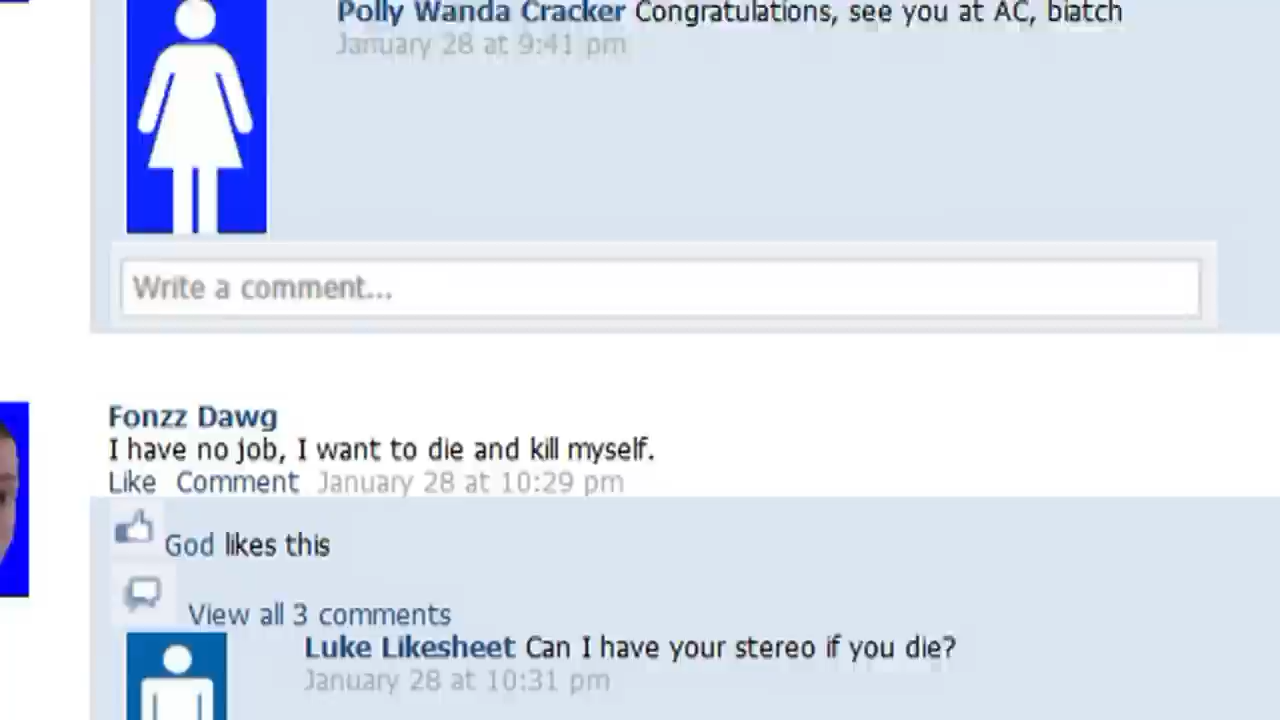 Polly Wanda Cracker Congratulations, see you at AC, biatch
January 28 at 9:41 pm
Write a comment...
Fonzz Dawg
I have no job, I want to die and kill myself.
Like Comment January 28 at 10:29 pm
God likes this
View all 3 comments
Luke Likesheet Can I have your stereo if you die?
January 28 at 10:31 pm